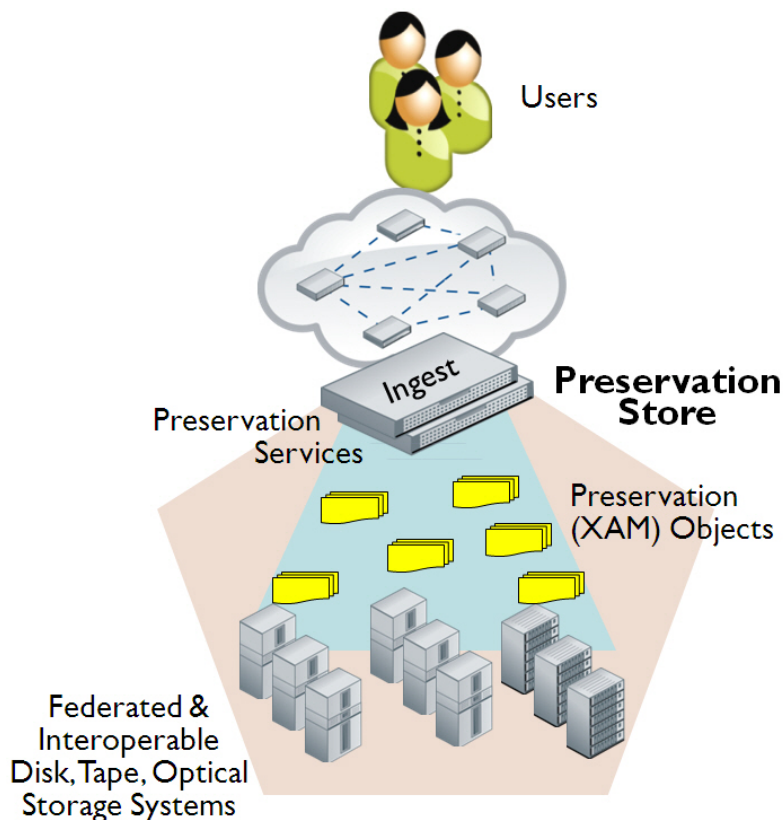 Users
Ingest
Preservation
Store
Preservation
Services
Preservation
(XAM) Objects
Federated &
Interoperable
Disk, Tape, Optical
Storage Systems